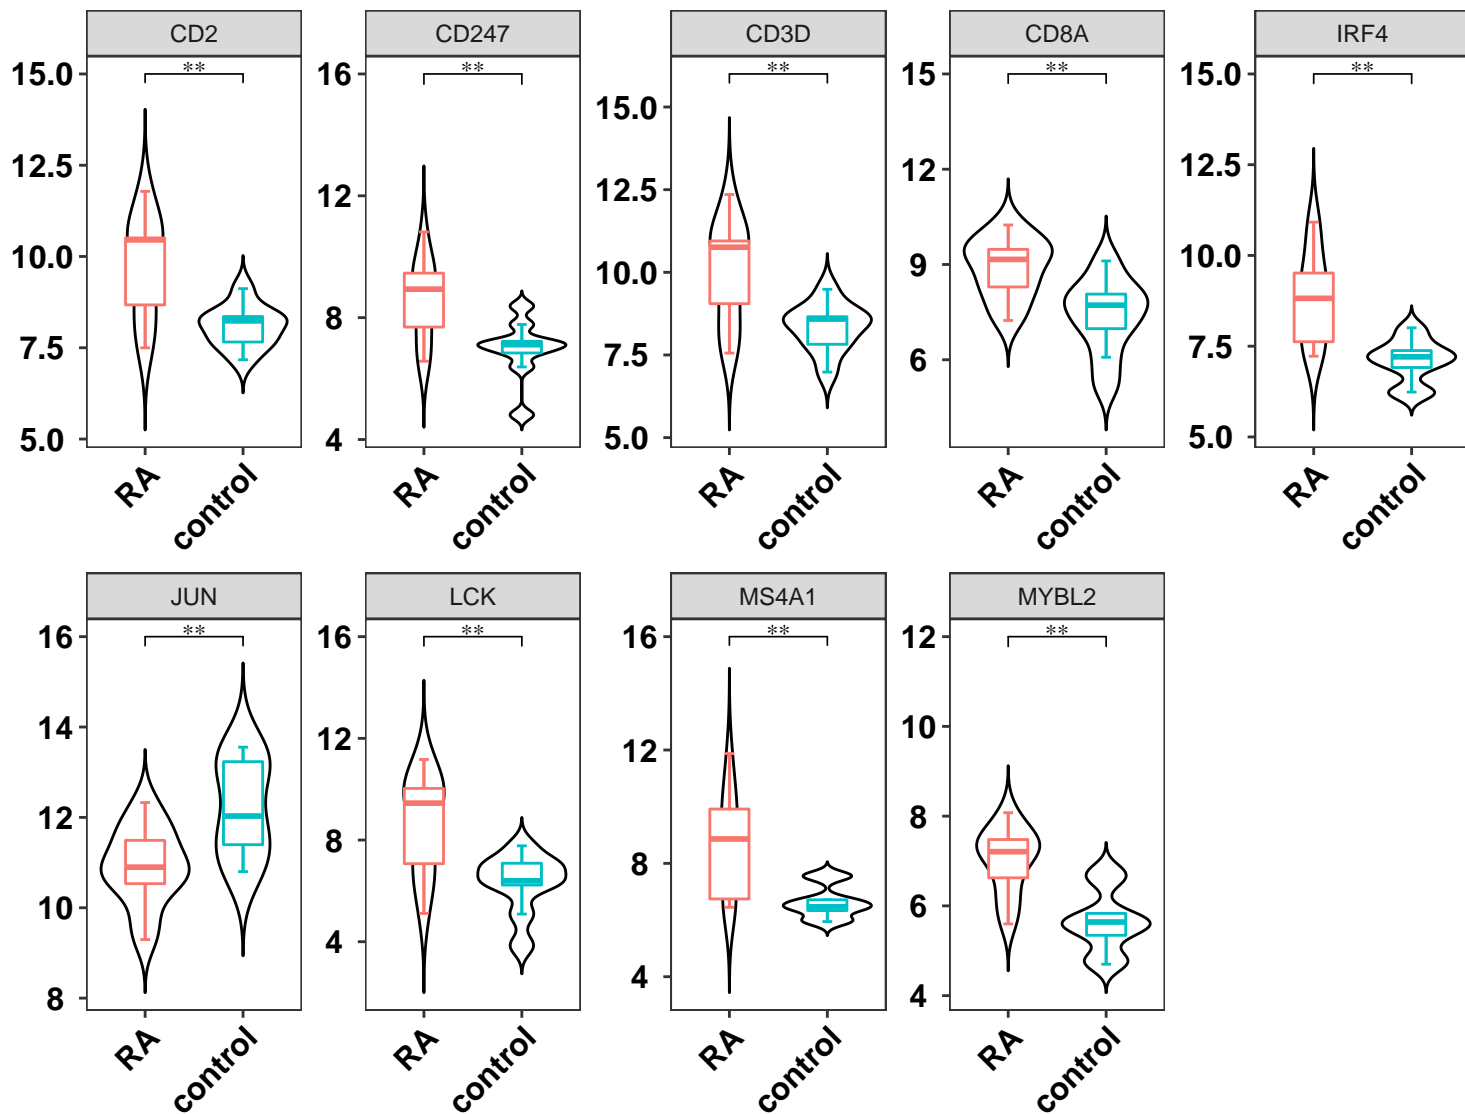 CD2
CD247
CD3D
CD8A
IRF4
**
**
**
**
**
15.0
12.5
10.0
7.5
5.0
16
12
8
4
15.0
12.5
10.0
7.5
5.0
15
12
9
6
15.0
12.5
10.0
7.5
5.0
RA
control
RA
control
RA
control
RA
control
RA
control
JUN
LCK
MS4A1
MYBL2
**
**
**
**
16
14
12
10
8
16
12
8
4
16
12
8
4
12
10
8
6
4
RA
control
RA
control
RA
control
RA
control